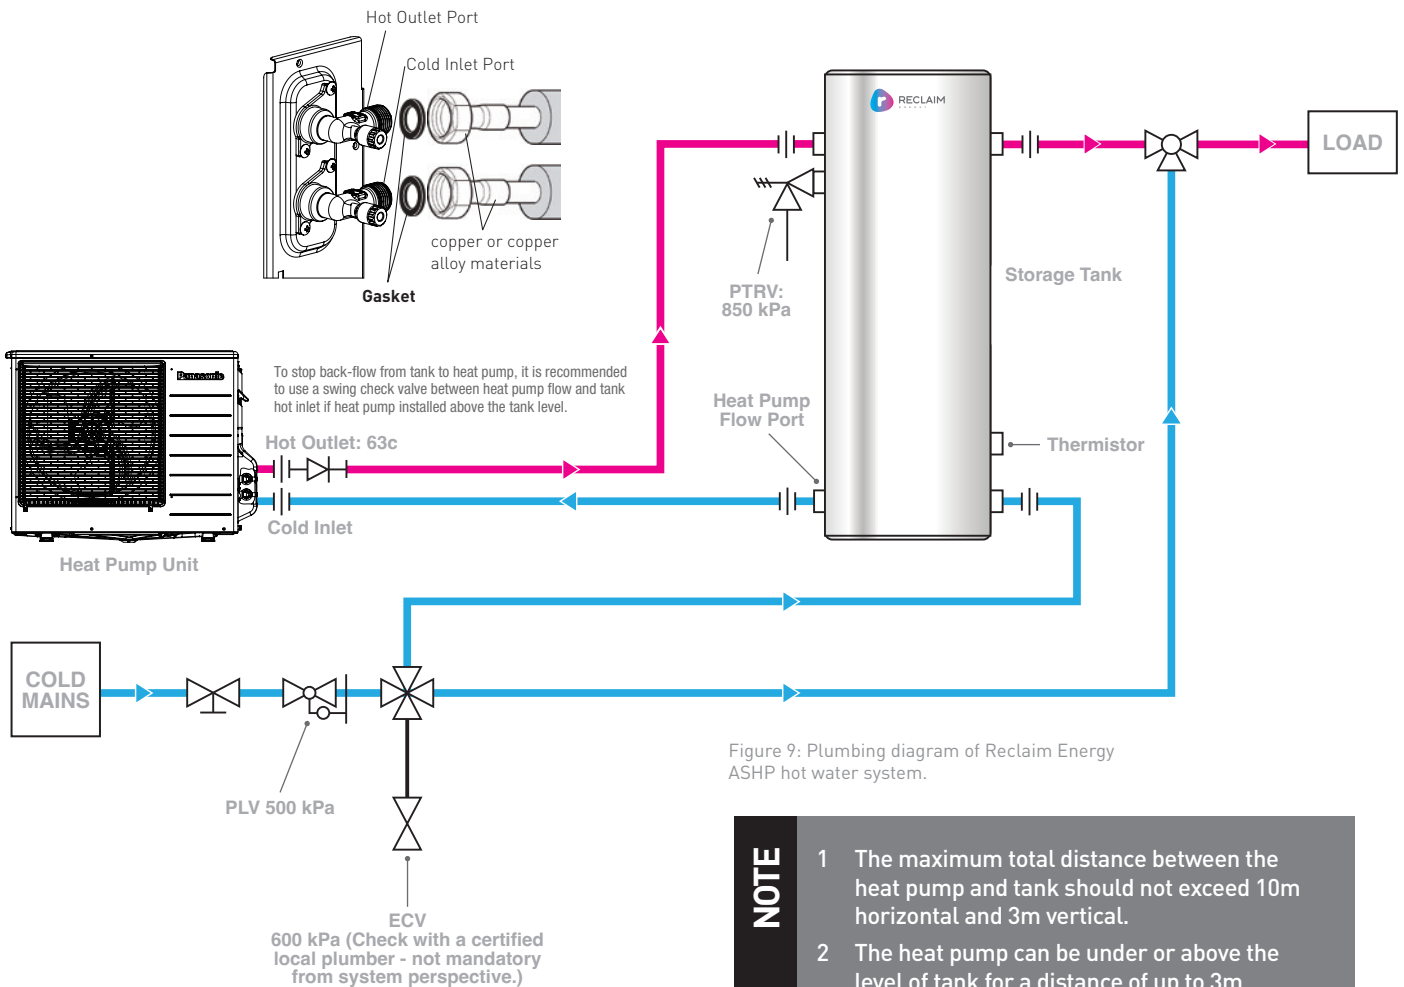 Hot Outlet Port
Cold Inlet Port
copper or copper
alloy materials
Gasket
RECLAIM
LOAD
PTRV:
850 kPa
Storage Tank
Panasonic
To stop back-flow from tank to heat pump, it is recommended
to use a swing check valve between heat pump flow and tank
hot inlet if heat pump installed above the tank level.
Heat Pump
Flow Port
Hot Outlet: 63c
Thermistor
Cold Inlet
Heat Pump Unit
COLD
MAINS
PLV 500 kPa
Figure 9: Plumbing diagram of Reclaim Energy
ASHP hot water system.
ECV
600 kPa (Check with a certified
local plumber - not mandatory
from system perspective.)
NOTE
1 The maximum total distance between the
heat pump and tank should not exceed 10m
horizontal and 3m vertical.
2 The heat pump can be under or above the
level of tank for a distance of up to 3m